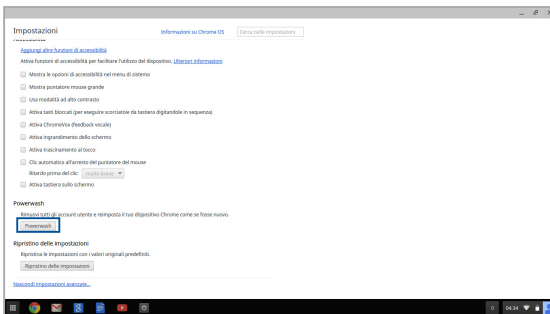 Impostazioni
Informazioni su Chrome OS
Cerca nelle impostazioni
Accessibilità
Aggiungi altre funzioni di accessibilità
Attiva funzioni di accessibilità per facilitare l'utilizzo del dispositivo. Ulteriori informazioni
Mostra le opzioni di accessibilità nel menu di sistema
Mostra puntatore mouse grande
Usa modalità ad alto contrasto
Attiva tasti bloccati (per eseguire scorciatoie da tastiera digitandole in sequenza)
Attiva ChromeVox (feedback vocale)
Attiva ingrandimento dello schermo
Attiva trascinamento al tocco
Clic automatico all'arresto del puntatore del mouse
Ritardo prima del clic: molto breve
Attiva tastiera sullo schermo
Powerwash
Rimuovi tutti gli account utente e reimposta il tuo dispositivo Chrome come se fosse nuovo.
Powerwash
Ripristino delle impostazioni
Ripristina le impostazioni con i valori originali predefiniti.
Ripristino delle impostazioni
Nascondi impostazioni avanzate...
0
04:34